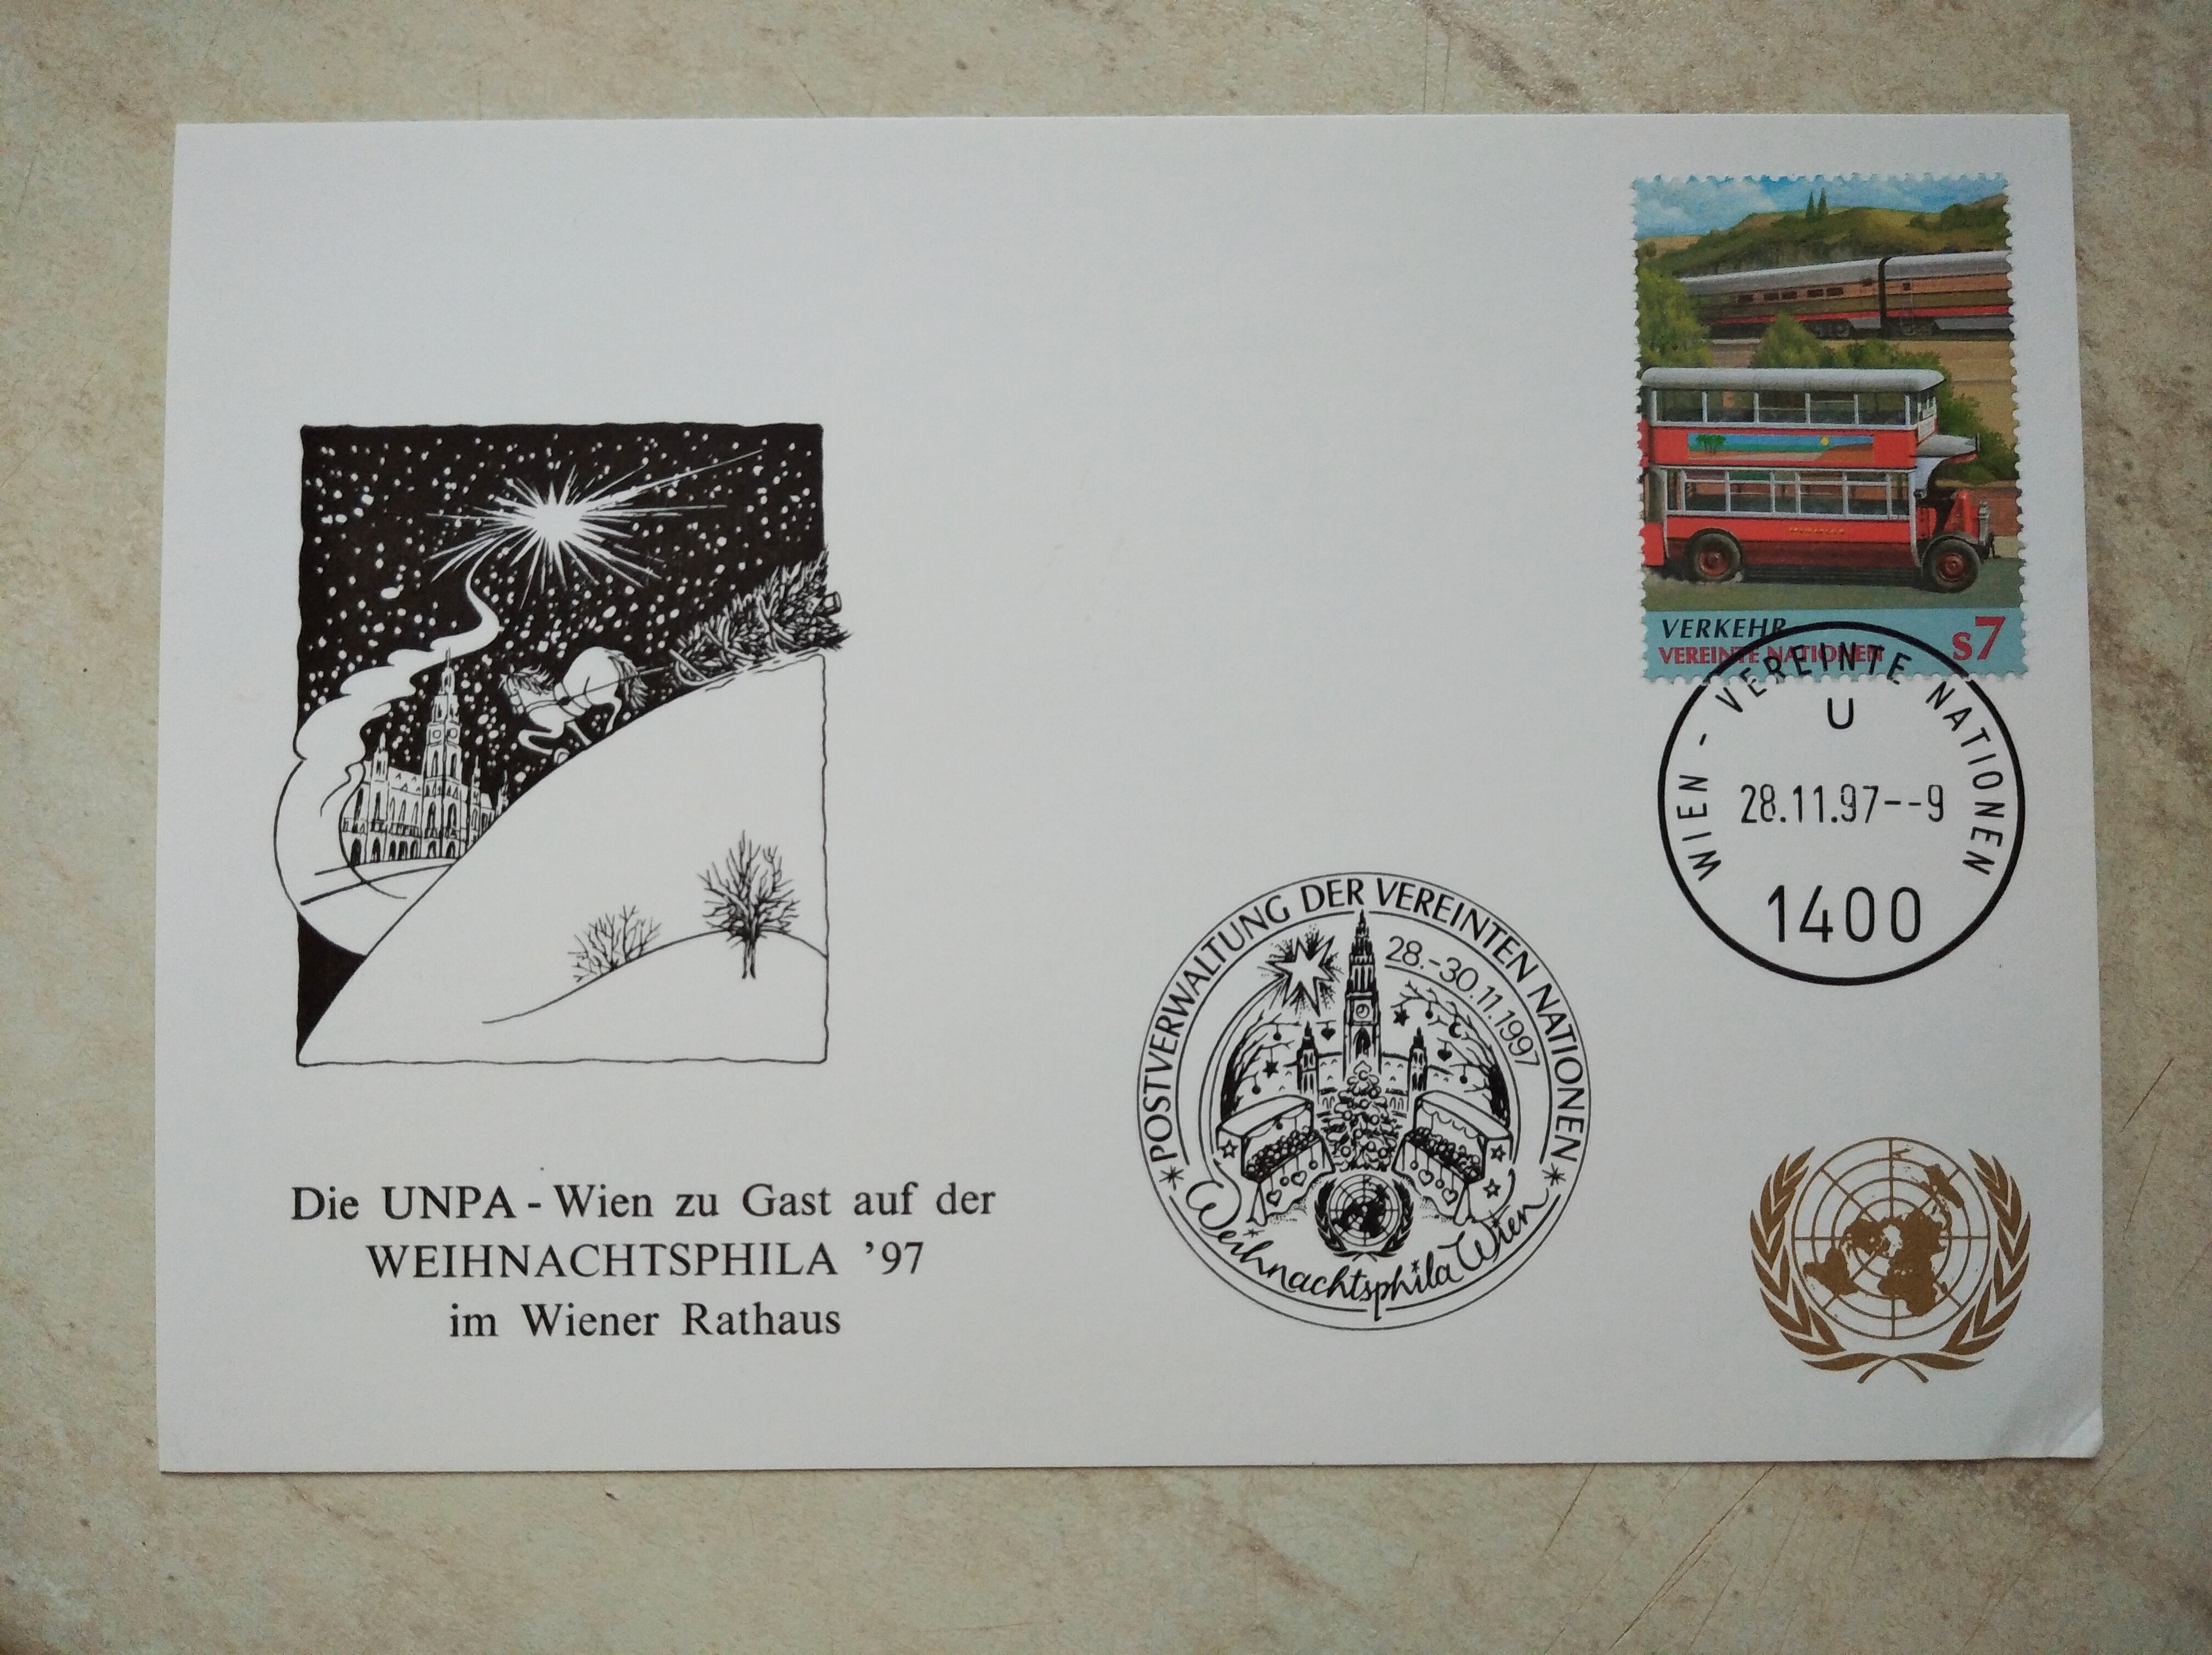 VERKEHR
VEREINTE NATIONEN
s7
WIEN - VEREINTE NATIONEN
U
28.11.97--9
1400
POSTVERWALTUNG DER VEREINTEN NATIONEN
28.-30.11.1997
Weihnachtsphila Wien
Die UNPA - Wien zu Gast auf der
WEIHNACHTSPHILA ’97
im Wiener Rathaus